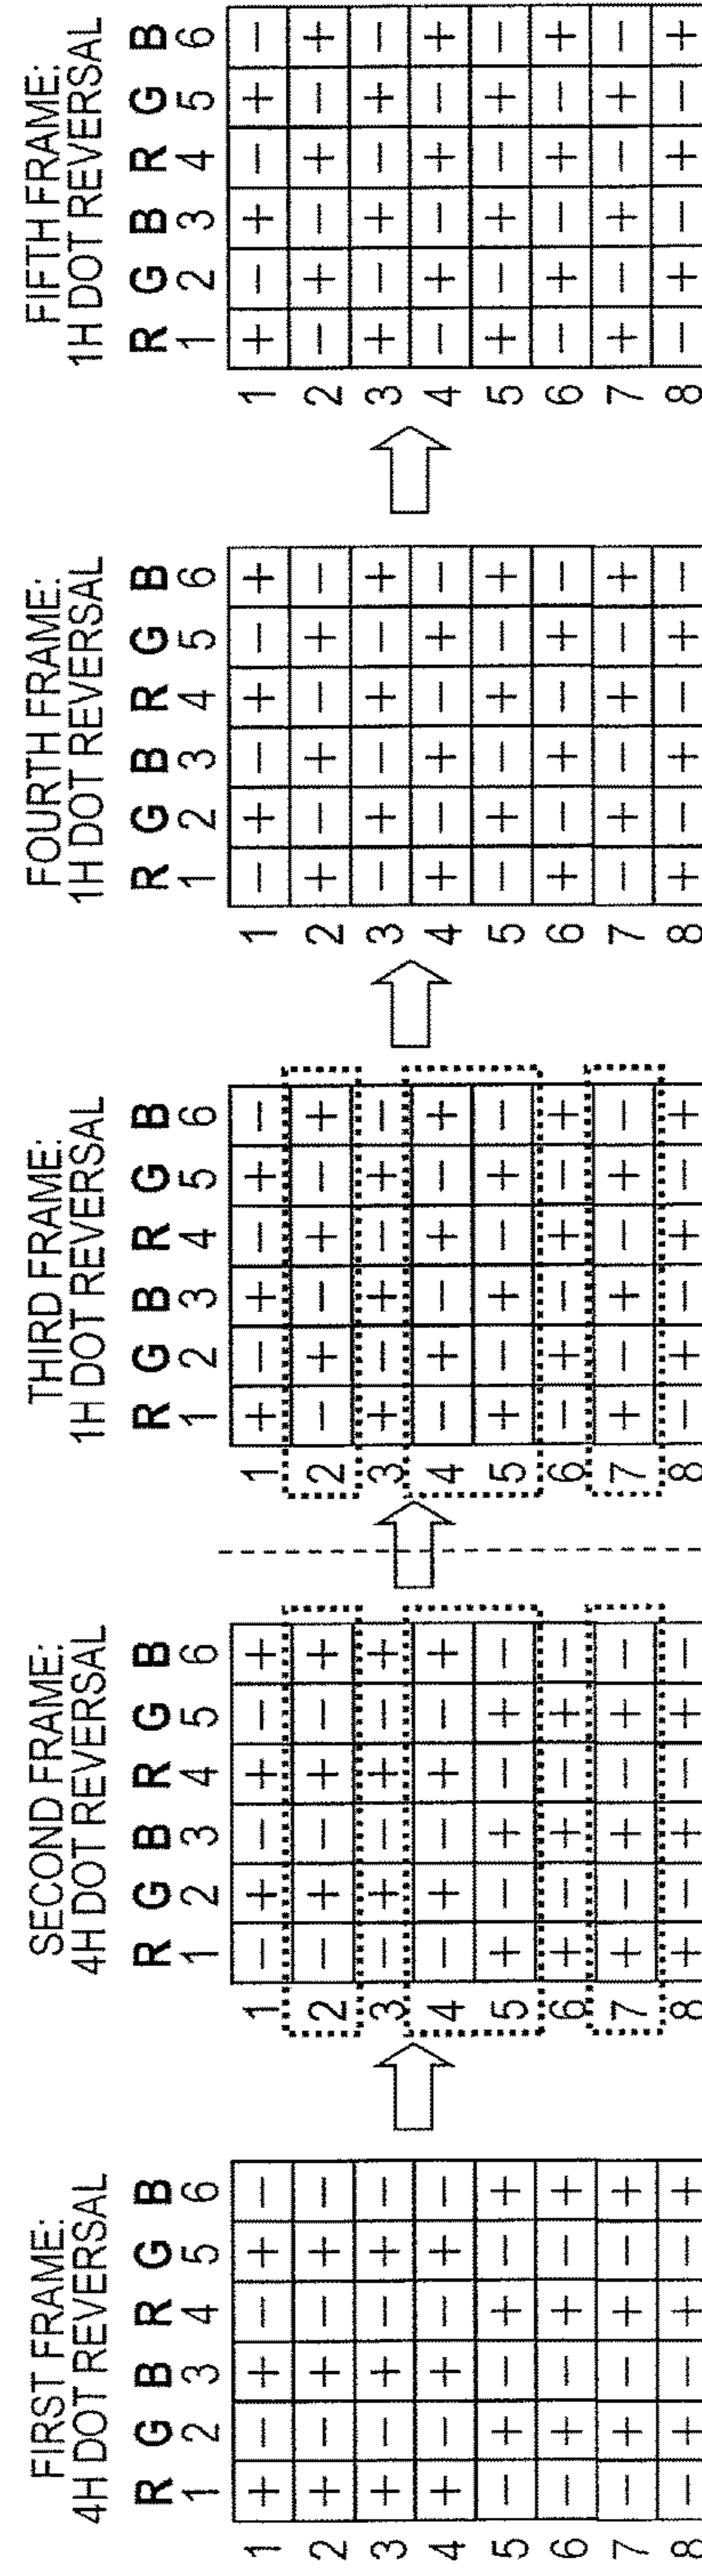 FIRST FRAME:
4H DOT REVERSAL
R G B R G B
1 2 3 4 5 6
1 + − + − + −
2 + − + − + −
3 + − + − + −
4 + − + − + −
5 − + − + − +
6 − + − + − +
7 − + − + − +
8 − + − + − +
SECOND FRAME:
4H DOT REVERSAL
R G B R G B
1 2 3 4 5 6
1 − + − + − +
2 − + − + − +
3 − + − + − +
4 − + − + − +
5 + − + − + −
6 + − + − + −
7 + − + − + −
8 + − + − + −
THIRD FRAME:
1H DOT REVERSAL
R G B R G B
1 2 3 4 5 6
1 + − + − + −
2 − + − + − +
3 + − + − + −
4 − + − + − +
5 + − + − + −
6 − + − + − +
7 + − + − + −
8 − + − + − +
FOURTH FRAME:
1H DOT REVERSAL
R G B R G B
1 2 3 4 5 6
1 − + − + − +
2 + − + − + −
3 − + − + − +
4 + − + − + −
5 − + − + − +
6 + − + − + −
7 − + − + − +
8 + − + − + −
FIFTH FRAME:
1H DOT REVERSAL
R G B R G B
1 2 3 4 5 6
1 + − + − + −
2 − + − + − +
3 + − + − + −
4 − + − + − +
5 + − + − + −
6 − + − + − +
7 + − + − + −
8 − + − + − +